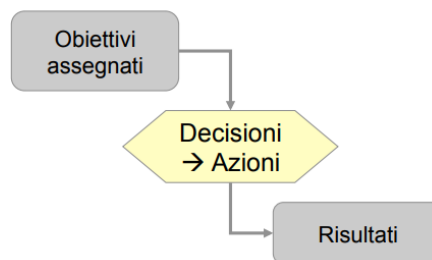 Obiettivi
assegnati
Decisioni
→ Azioni
Risultati